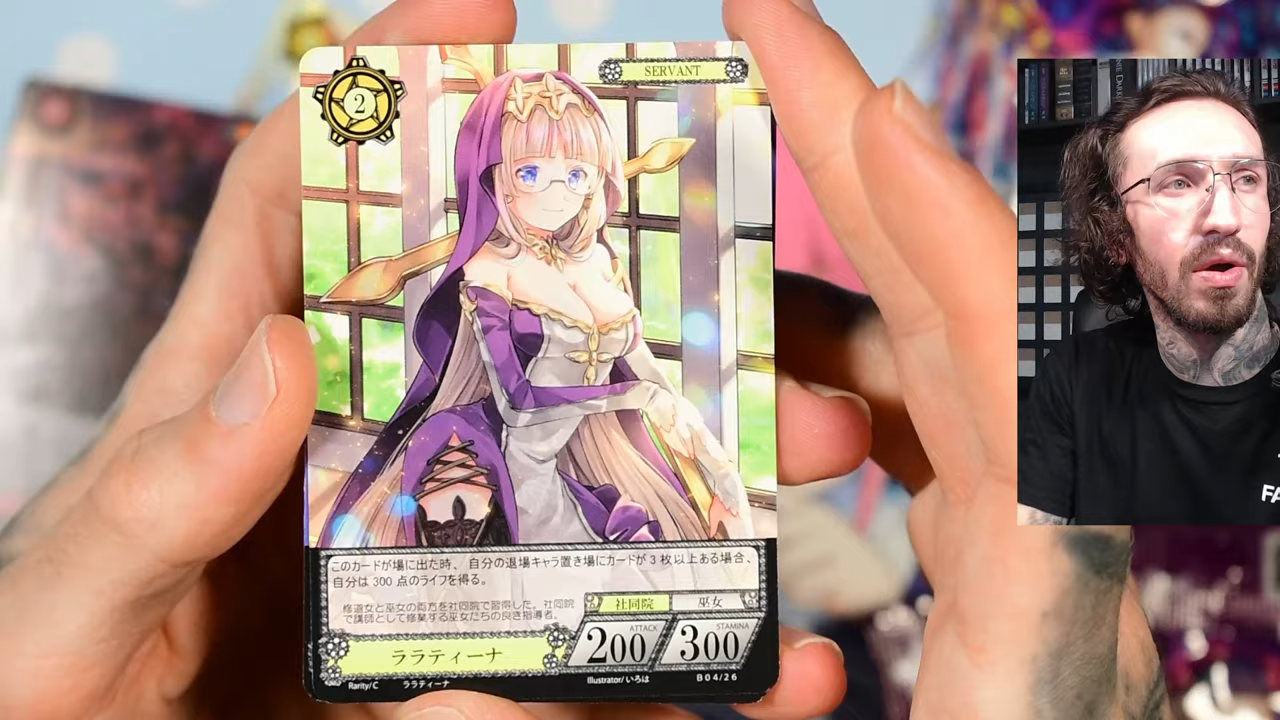 SERVANT
2
このカードが場に出た時、自分の退場キャラ置き場にカードが3枚以上ある場合、
自分は300点のライフを得る。
修道女と巫女の両方を社同院で習得した。社同院
で講師として修業する巫女たちの良き指導者。
社同院 巫女
ATTACK STAMINA
200 300
ララティーナ
Rarity/C ララティーナ Illustrator/いろは B04/26
FA